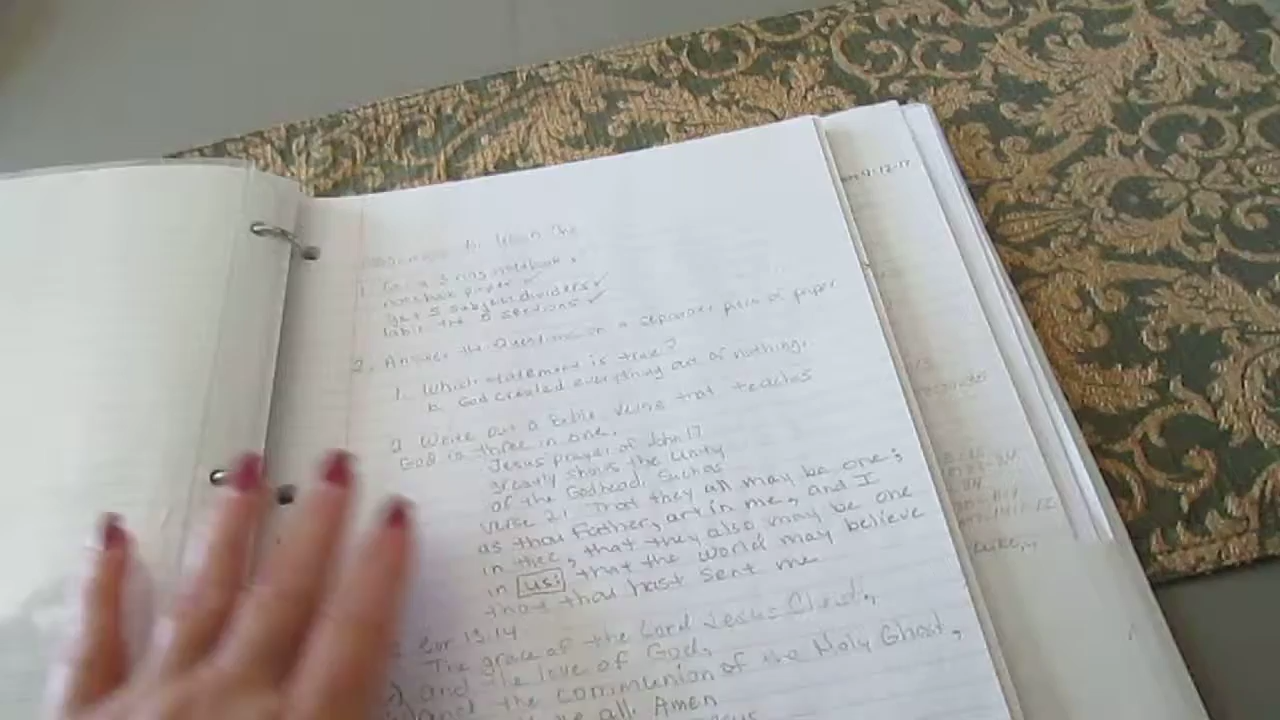 1. Get a 3 ring notebook,
notebook paper ✓
get 5 subject dividers ✓
lable the 5 sections ✓
2. Answer the Questions on a separate piece of paper
1. Which statement is true?
b. God created everything out of nothing.
2 Write out a Bible verse that teaches
God is three in one.
Jesus prayer of John 17
greatly shows the Unity
of the Godhead, Such as
verse 21 That they all may be one;
as thou Father, art in me, and I
in thee, that they also may be one
in us: that the world may believe
that thou hast sent me
Cor 13:14
The grace of the Lord Jesus Christ,
and the love of God,
and the communion of the Holy Ghost,
all. Amen